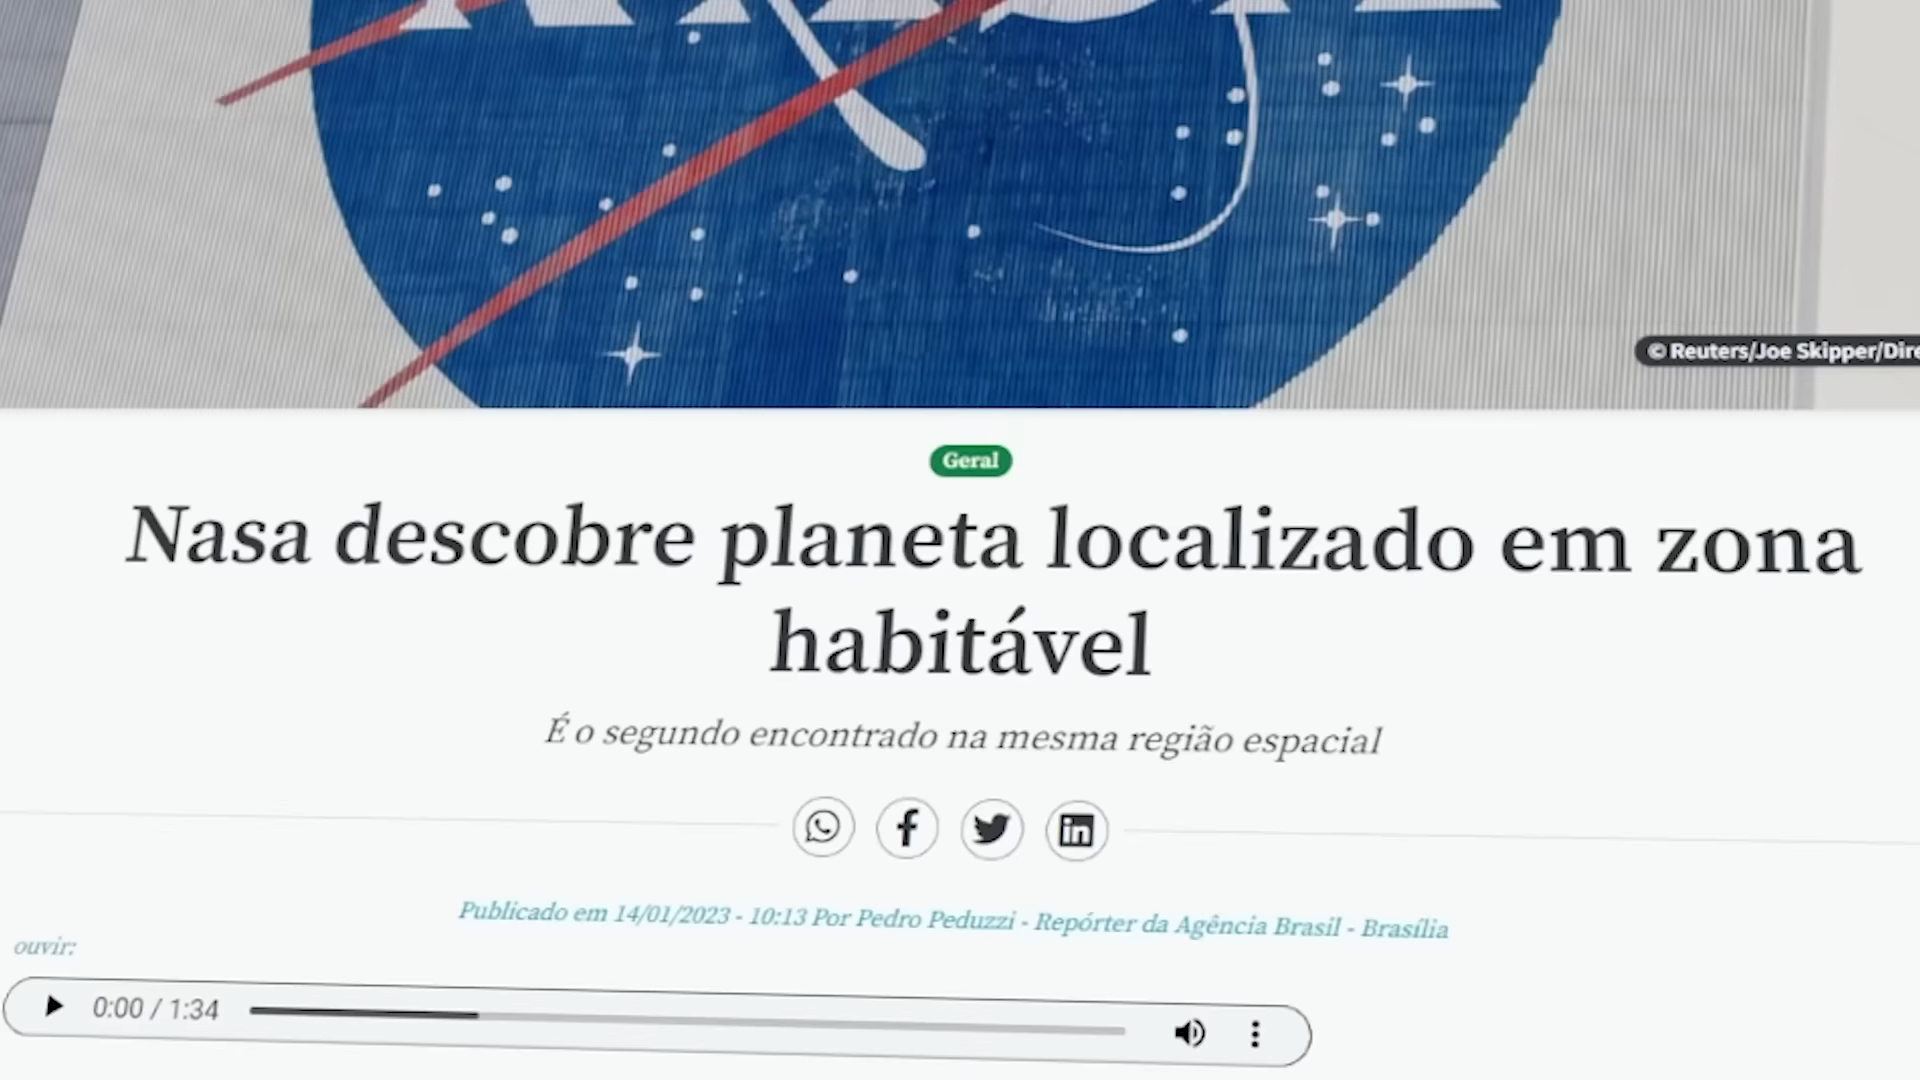 © Reuters/Joe Skipper/Dire
Geral
Nasa descobre planeta localizado em zona
habitável
É o segundo encontrado na mesma região espacial
Publicado em 14/01/2023 - 10:13 Por Pedro Peduzzi - Repórter da Agência Brasil - Brasília
ouvir:
0:00 / 1:34